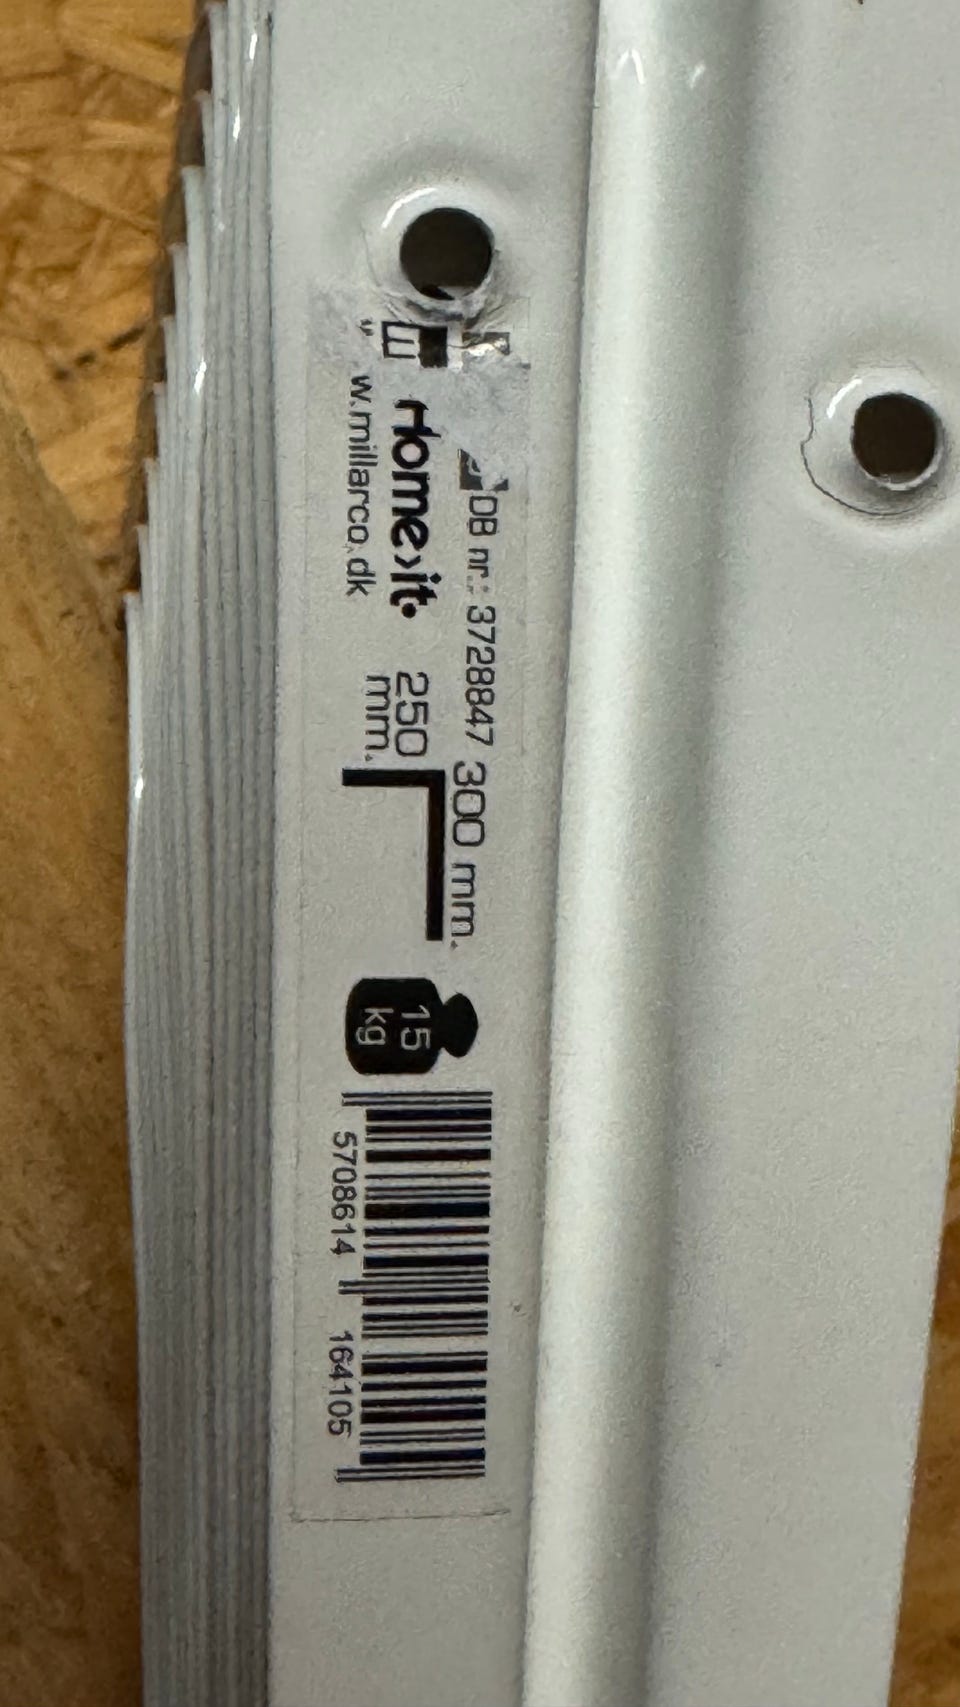 DB nr.: 3728847
Home>it
w.millarco.dk
300 mm.
250
mm.
15
kg
5708614 164105